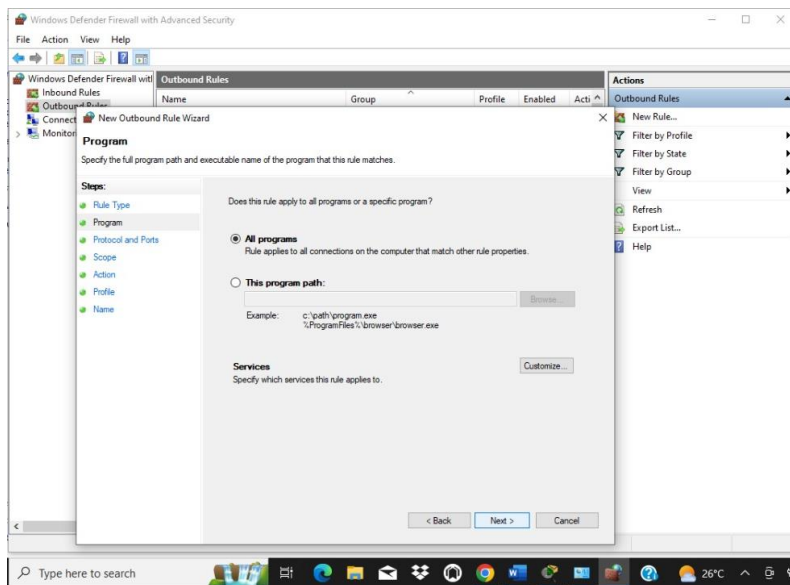 Windows Defender Firewall with Advanced Security
File Action View Help
Windows Defender Firewall witl
Inbound Rules
Outbound Rules
Connect
Monitor
Outbound Rules
Name Group Profile Enabled Acti
Actions
Outbound Rules
New Rule...
Filter by Profile
Filter by State
Filter by Group
View
Refresh
Export List...
Help
New Outbound Rule Wizard
Program
Specify the full program path and executable name of the program that this rule matches.
Steps:
Rule Type
Program
Protocol and Ports
Scope
Action
Profile
Name
Does this rule apply to all programs or a specific program?
All programs
Rule applies to all connections on the computer that match other rule properties.
This program path:
Browse...
Example: c:\path\program.exe
%ProgramFiles%\browser\browser.exe
Services
Customize...
Specify which services this rule applies to.
< Back Next > Cancel
Type here to search
26°C